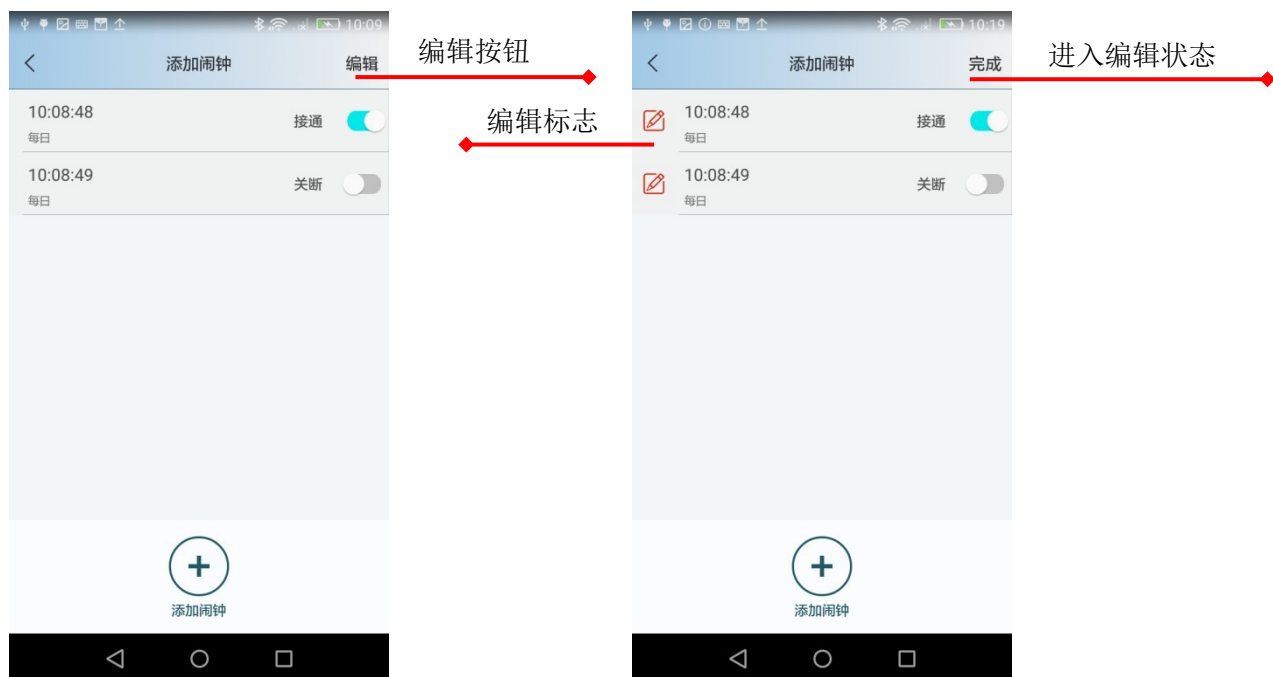 10:09
添加闹钟
编辑
10:08:48
每日
接通
10:08:49
每日
关断
添加闹钟
编辑按钮
编辑标志
10:19
添加闹钟
完成
10:08:48
每日
接通
10:08:49
每日
关断
添加闹钟
进入编辑状态